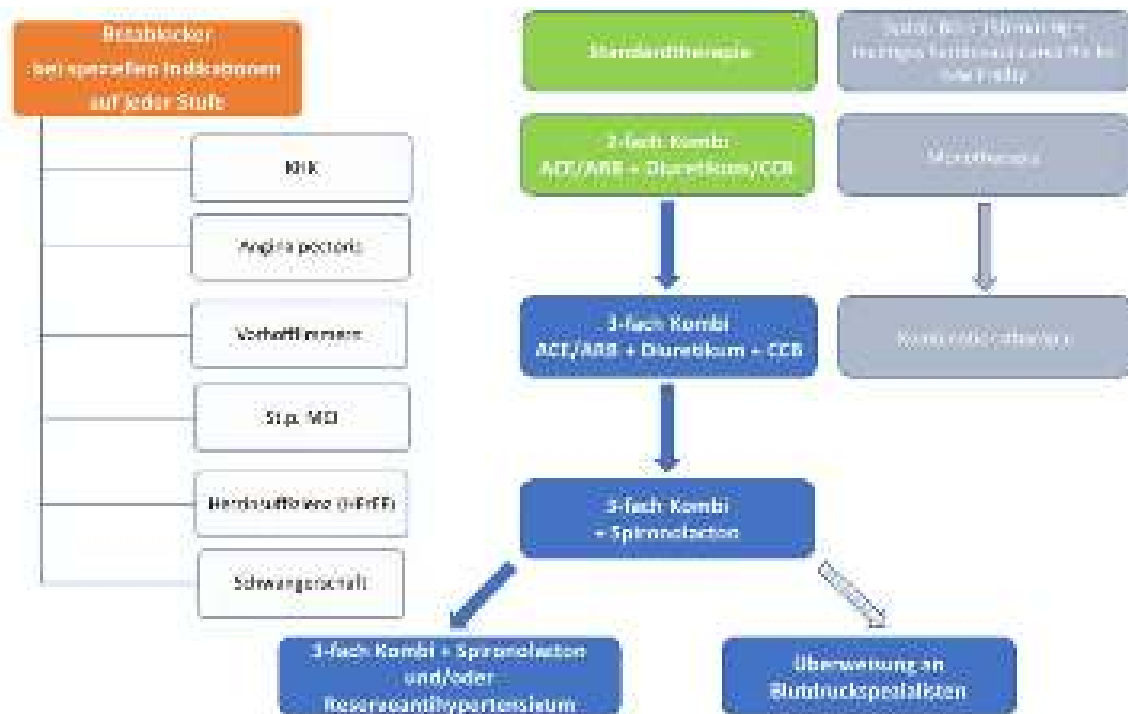 Betablocker
bei speziellen Indikationen
auf jeder Stufe
KHK
Angina pectoris
Vorhofflimmern
St.p. MCI
Herzinsuffizienz (HFrEF)
Schwangerschaft
Standardtherapie
2-fach Kombi
ACE/ARB + Diuretikum/CCB
3-fach Kombi
ACE/ARB + Diuretikum + CCB
3-fach Kombi
+ Spironolacton
3-fach Kombi + Spironolacton
und/oder
Reserveantihypertensivum
Überweisung an
Blutdruckspezialisten
Monotherapie
Kombinationstherapie